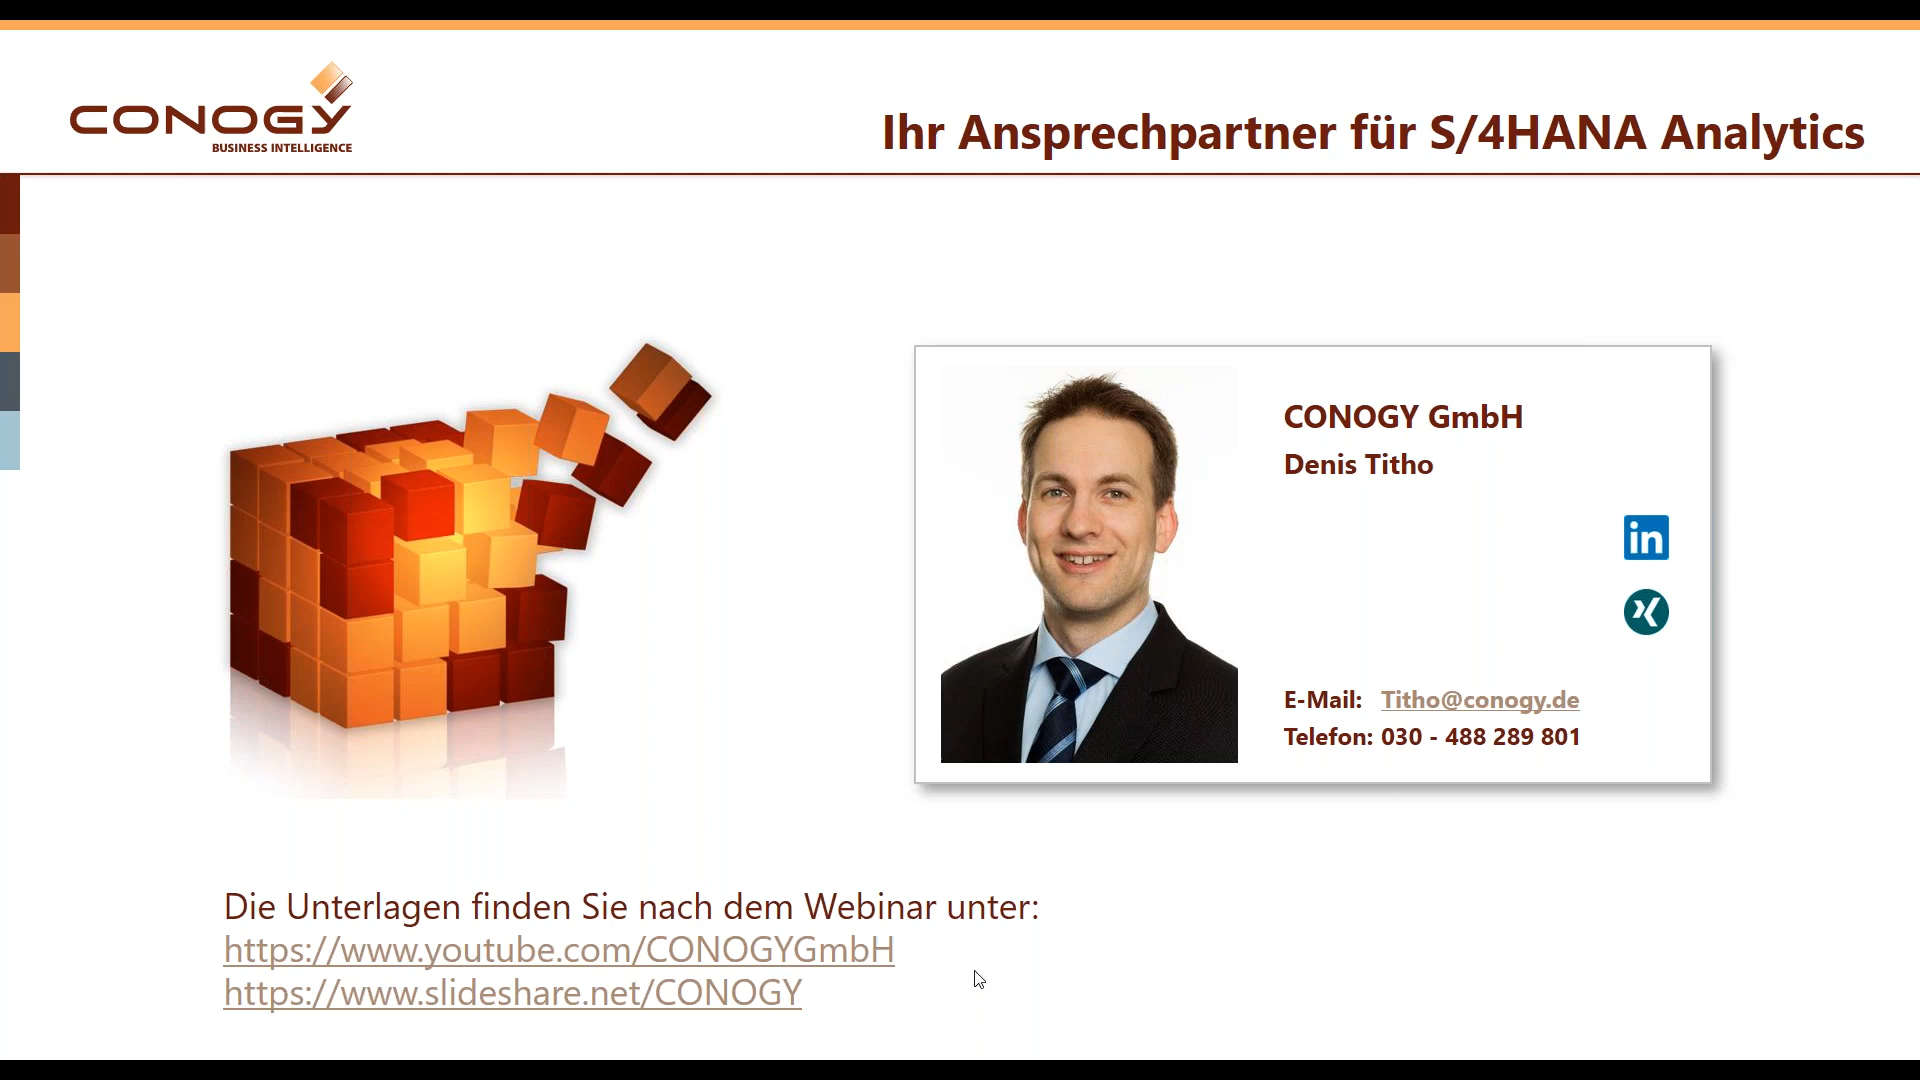 CONOGY
BUSINESS INTELLIGENCE
Ihr Ansprechpartner für S/4HANA Analytics
CONOGY GmbH
Denis Titho
in
E-Mail: Titho@conogy.de
Telefon: 030 - 488 289 801
Die Unterlagen finden Sie nach dem Webinar unter:
https://www.youtube.com/CONOGYGmbH
https://www.slideshare.net/CONOGY